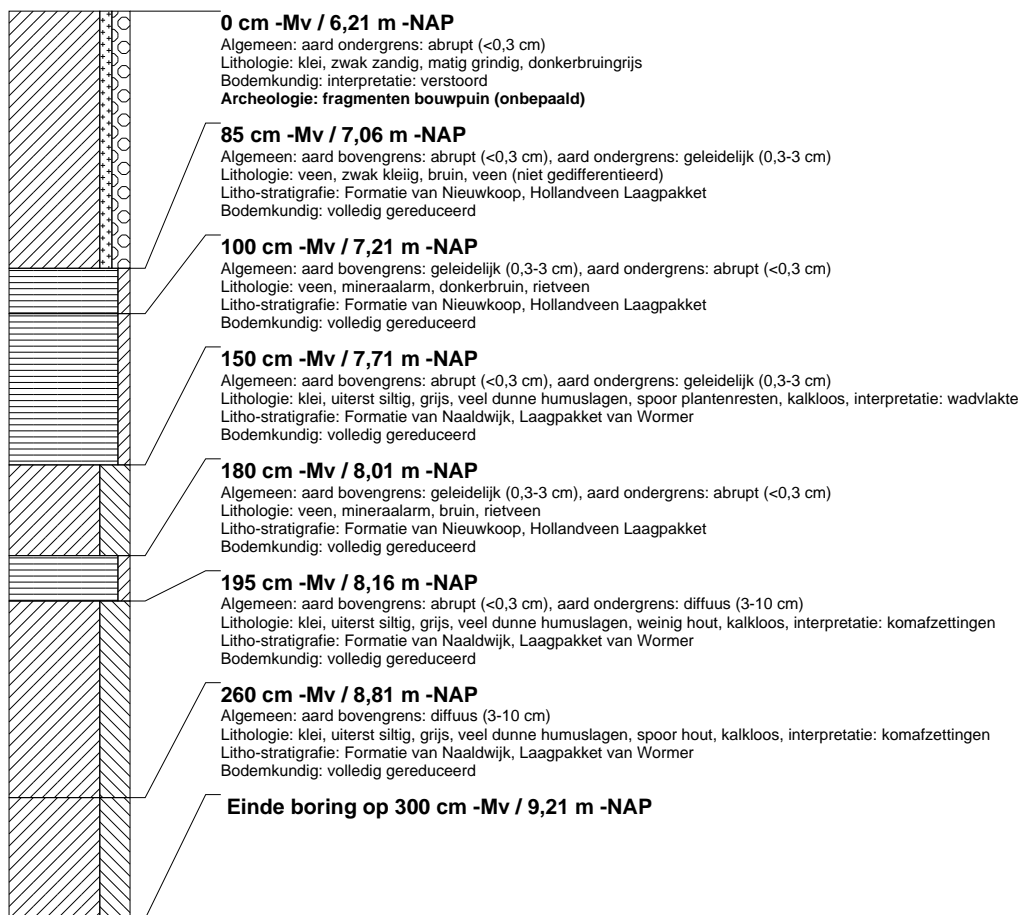 0 cm -Mv / 6,21 m -NAP
Algemeen: aard ondergrens: abrupt (<0,3 cm)
Lithologie: klei, zwak zandig, matig grindig, donkerbruingrijs
Bodemkundig: interpretatie: verstoord
Archeologie: fragmenten bouwpuin (onbepaald)
85 cm -Mv / 7,06 m -NAP
Algemeen: aard bovengrens: abrupt (<0,3 cm), aard ondergrens: geleidelijk (0,3-3 cm)
Lithologie: veen, zwak kleiig, bruin, veen (niet gedifferentieerd)
Litho-stratigrafie: Formatie van Nieuwkoop, Hollandveen Laagpakket
Bodemkundig: volledig gereduceerd
100 cm -Mv / 7,21 m -NAP
Algemeen: aard bovengrens: geleidelijk (0,3-3 cm), aard ondergrens: abrupt (<0,3 cm)
Lithologie: veen, mineraalarm, donkerbruin, rietveen
Litho-stratigrafie: Formatie van Nieuwkoop, Hollandveen Laagpakket
Bodemkundig: volledig gereduceerd
150 cm -Mv / 7,71 m -NAP
Algemeen: aard bovengrens: abrupt (<0,3 cm), aard ondergrens: geleidelijk (0,3-3 cm)
Lithologie: klei, uiterst siltig, grijs, veel dunne humuslagen, spoor plantenresten, kalkloos, interpretatie: wadvlakte
Litho-stratigrafie: Formatie van Naaldwijk, Laagpakket van Wormer
Bodemkundig: volledig gereduceerd
180 cm -Mv / 8,01 m -NAP
Algemeen: aard bovengrens: geleidelijk (0,3-3 cm), aard ondergrens: abrupt (<0,3 cm)
Lithologie: veen, mineraalarm, bruin, rietveen
Litho-stratigrafie: Formatie van Nieuwkoop, Hollandveen Laagpakket
Bodemkundig: volledig gereduceerd
195 cm -Mv / 8,16 m -NAP
Algemeen: aard bovengrens: abrupt (<0,3 cm), aard ondergrens: diffuus (3-10 cm)
Lithologie: klei, uiterst siltig, grijs, veel dunne humuslagen, weinig hout, kalkloos, interpretatie: komafzettingen
Litho-stratigrafie: Formatie van Naaldwijk, Laagpakket van Wormer
Bodemkundig: volledig gereduceerd
260 cm -Mv / 8,81 m -NAP
Algemeen: aard bovengrens: diffuus (3-10 cm)
Lithologie: klei, uiterst siltig, grijs, veel dunne humuslagen, spoor hout, kalkloos, interpretatie: komafzettingen
Litho-stratigrafie: Formatie van Naaldwijk, Laagpakket van Wormer
Bodemkundig: volledig gereduceerd
Einde boring op 300 cm -Mv / 9,21 m -NAP